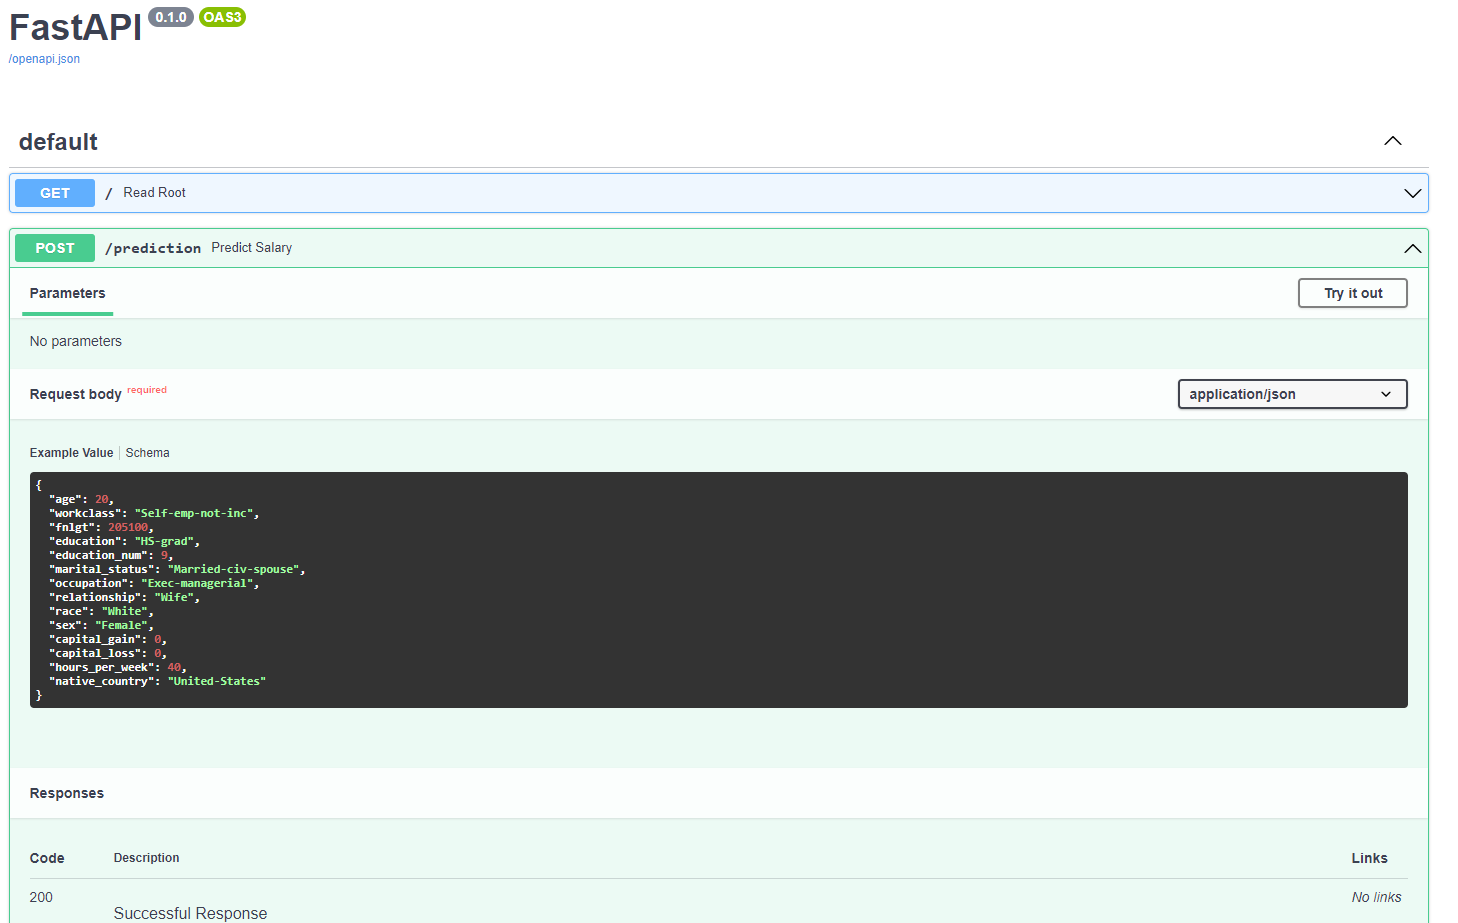 FastAPI 0.1.0 OAS3
/openapi.json
default
GET / Read Root
POST /prediction Predict Salary
Parameters Try it out
No parameters
Request body required application/json
Example Value Schema
{
"age": 20,
"workclass": "Self-emp-not-inc",
"fnlgt": 205100,
"education": "HS-grad",
"education_num": 9,
"marital_status": "Married-civ-spouse",
"occupation": "Exec-managerial",
"relationship": "Wife",
"race": "White",
"sex": "Female",
"capital_gain": 0,
"capital_loss": 0,
"hours_per_week": 40,
"native_country": "United-States"
}
Responses
Code Description Links
200 No links
Successful Response